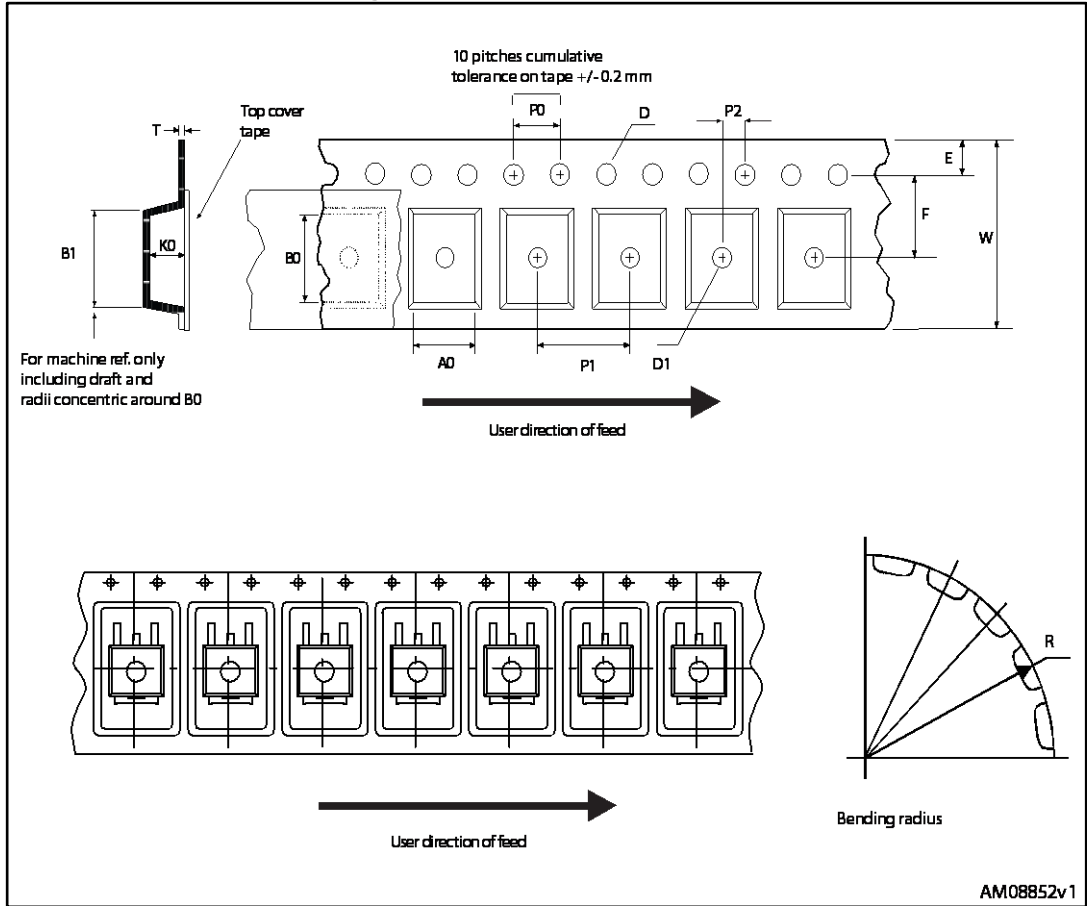 10 pitches cumulative
tolerance on tape +/- 0.2 mm
Top cover
tape
T
P0
D
P2
E
F
W
B1
K0
B0
For machine ref. only
including draft and
radii concentric around B0
A0
P1
D1
User direction of feed
R
Bending radius
User direction of feed
AM08852v1